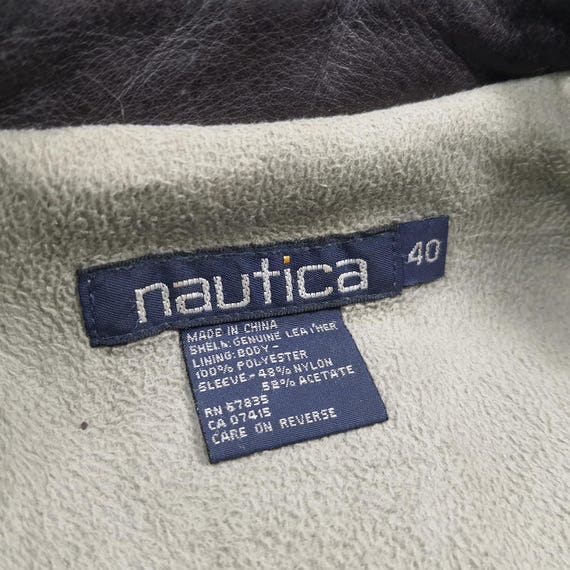 nautica
40
MADE IN CHINA
SHELL: GENUINE LEATHER
LINING: BODY -
100% POLYESTER
SLEEVE - 48% NYLON
52% ACETATE
RN 67835
CA 07415
CARE ON REVERSE